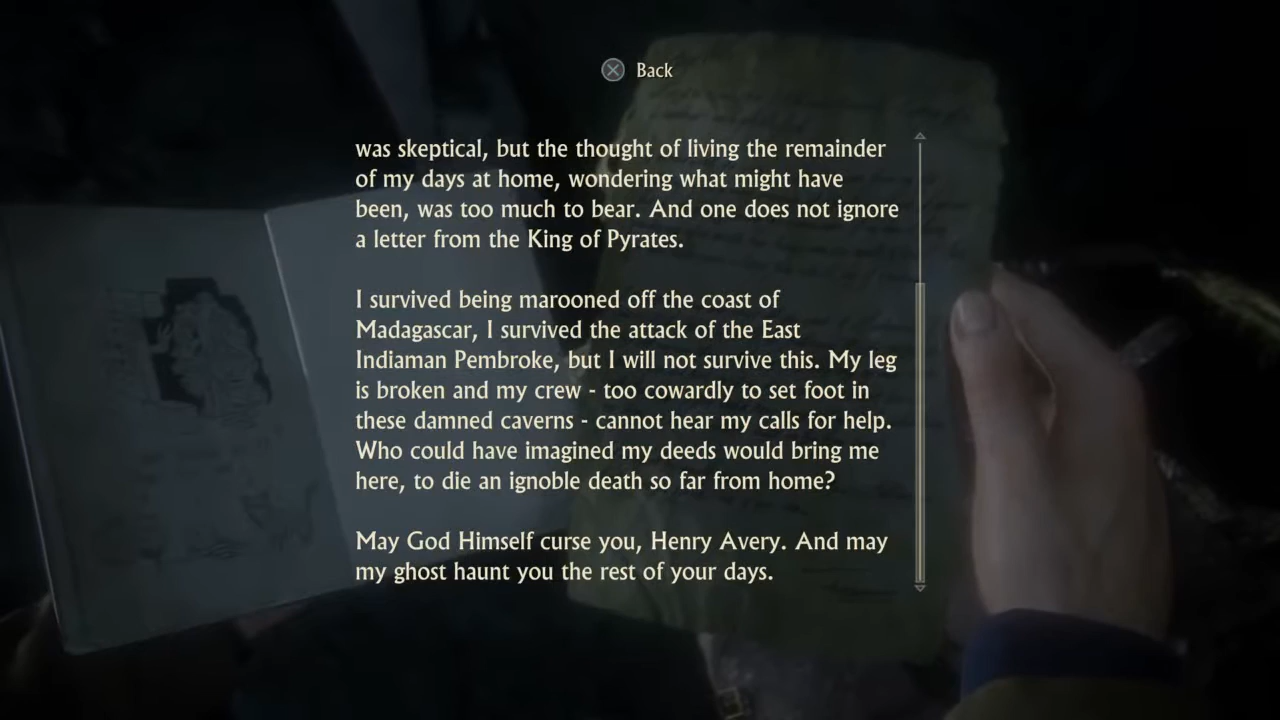 Back
was skeptical, but the thought of living the remainder
of my days at home, wondering what might have
been, was too much to bear. And one does not ignore
a letter from the King of Pyrates.
I survived being marooned off the coast of
Madagascar, I survived the attack of the East
Indiaman Pembroke, but I will not survive this. My leg
is broken and my crew - too cowardly to set foot in
these damned caverns - cannot hear my calls for help.
Who could have imagined my deeds would bring me
here, to die an ignoble death so far from home?
May God Himself curse you, Henry Avery. And may
my ghost haunt you the rest of your days.